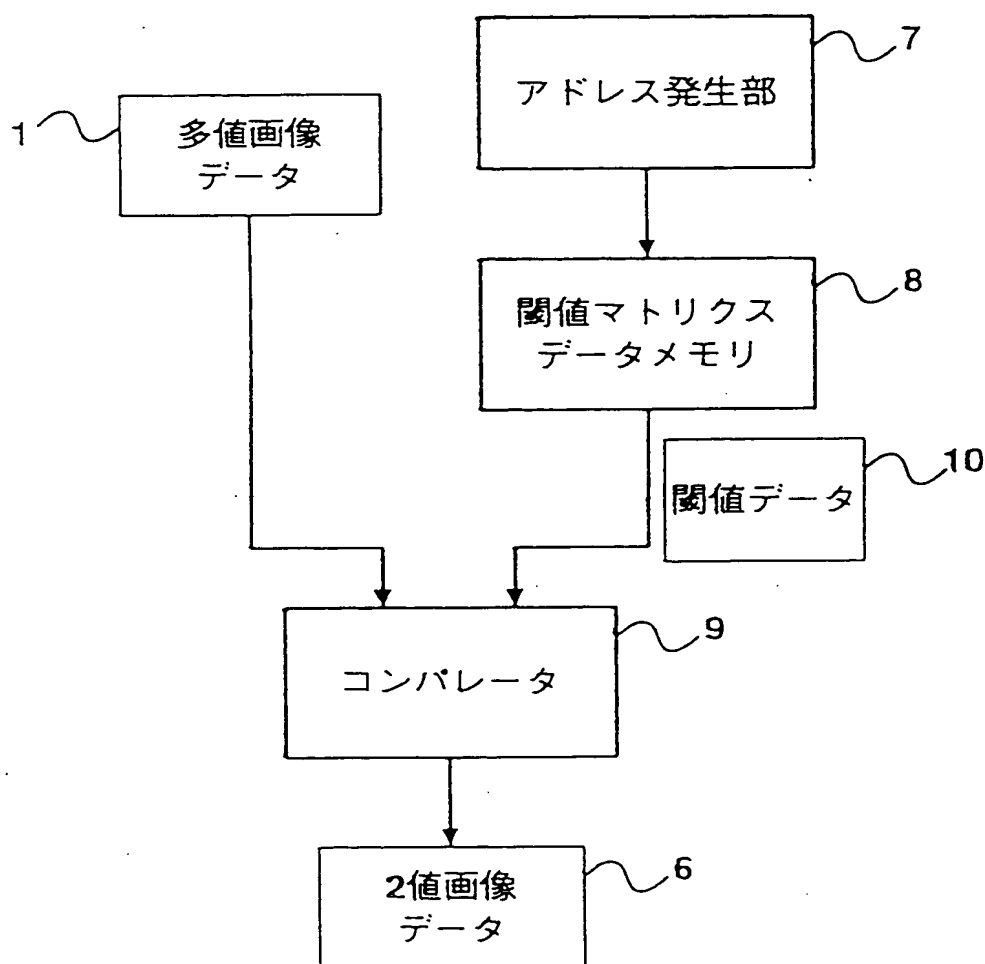 7
アドレス発生部
1
多値画像
データ
8
閾値マトリクス
データメモリ
10
閾値データ
9
コンパレータ
6
2値画像
データ